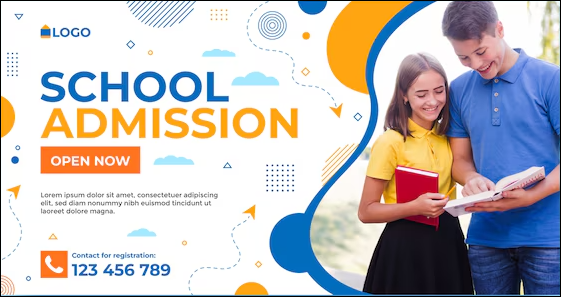 LOGO
SCHOOL
ADMISSION
OPEN NOW
Lorem ipsum dolor sit amet, consectetuer adipiscing
elit, sed diam nonummy nibh euismod tincidunt ut
laoreet dolore magna.
Contact for registration:
123 456 789